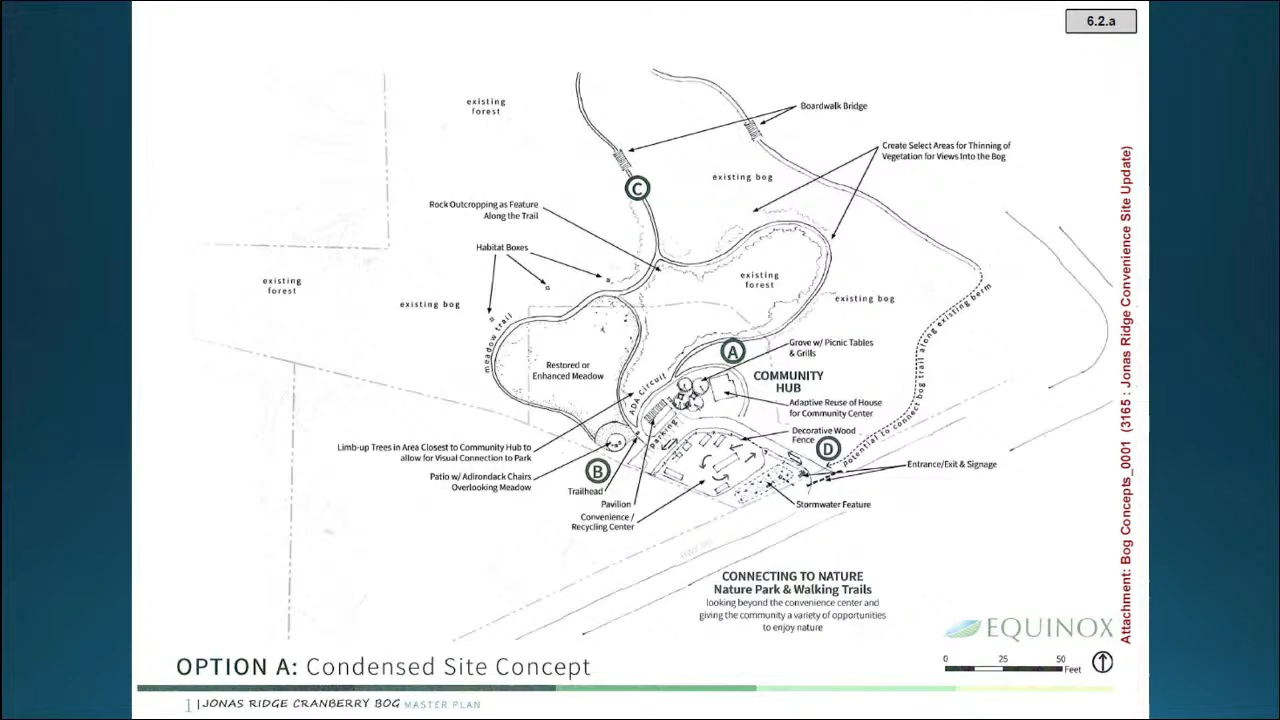 6.2.a
existing
forest
Boardwalk Bridge
Create Select Areas for Thinning of
Vegetation for Views Into the Bog
existing bog
C
Rock Outcropping as Feature
Along the Trail
Habitat Boxes
existing
forest
existing
forest
existing bog
existing bog
meadow trail
potential to connect bog trail along existing berm
Grove w/ Picnic Tables
& Grills
A
Restored or
Enhanced Meadow
ADA Circuit
COMMUNITY
HUB
Adaptive Reuse of House
for Community Center
Parking
Decorative Wood
Fence
D
Limb-up Trees in Area Closest to Community Hub to
allow for Visual Connection to Park
Entrance/Exit & Signage
B
Patio w/ Adirondack Chairs
Overlooking Meadow
Trailhead
Pavilion
Stormwater Feature
Convenience /
Recycling Center
CONNECTING TO NATURE
Nature Park & Walking Trails
looking beyond the convenience center and
giving the community a variety of opportunities
to enjoy nature
EQUINOX
OPTION A: Condensed Site Concept
0 25 50
Feet
1 | JONAS RIDGE CRANBERRY BOG MASTER PLAN
Attachment: Bog Concepts_0001 (3165 : Jonas Ridge Convenience Site Update)